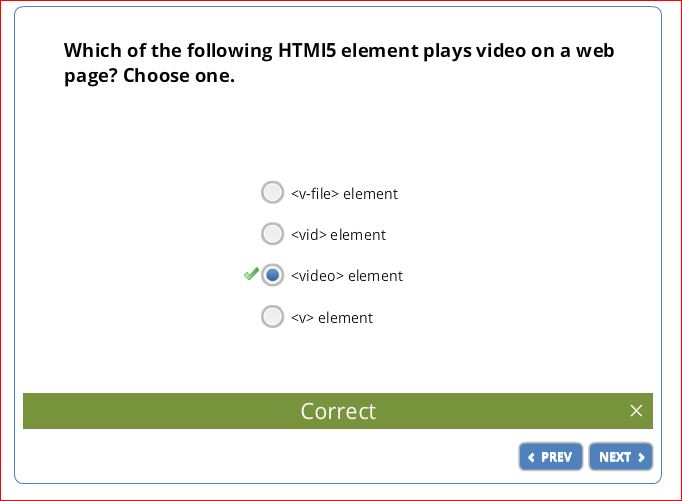 Which of the following HTMl5 element plays video on a web
page? Choose one.
<v-file> element
<vid> element
<video> element
<v> element
Correct
PREV
NEXT